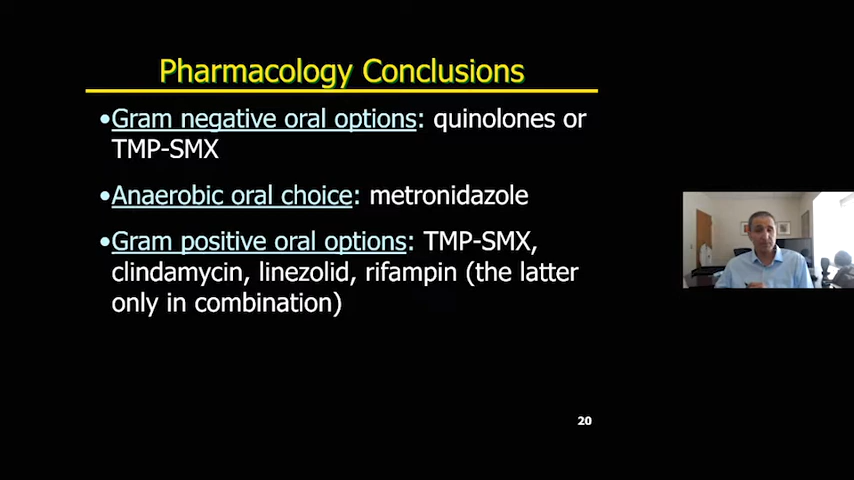 Pharmacology Conclusions
•Gram negative oral options: quinolones or
TMP-SMX
•Anaerobic oral choice: metronidazole
•Gram positive oral options: TMP-SMX,
clindamycin, linezolid, rifampin (the latter
only in combination)
20